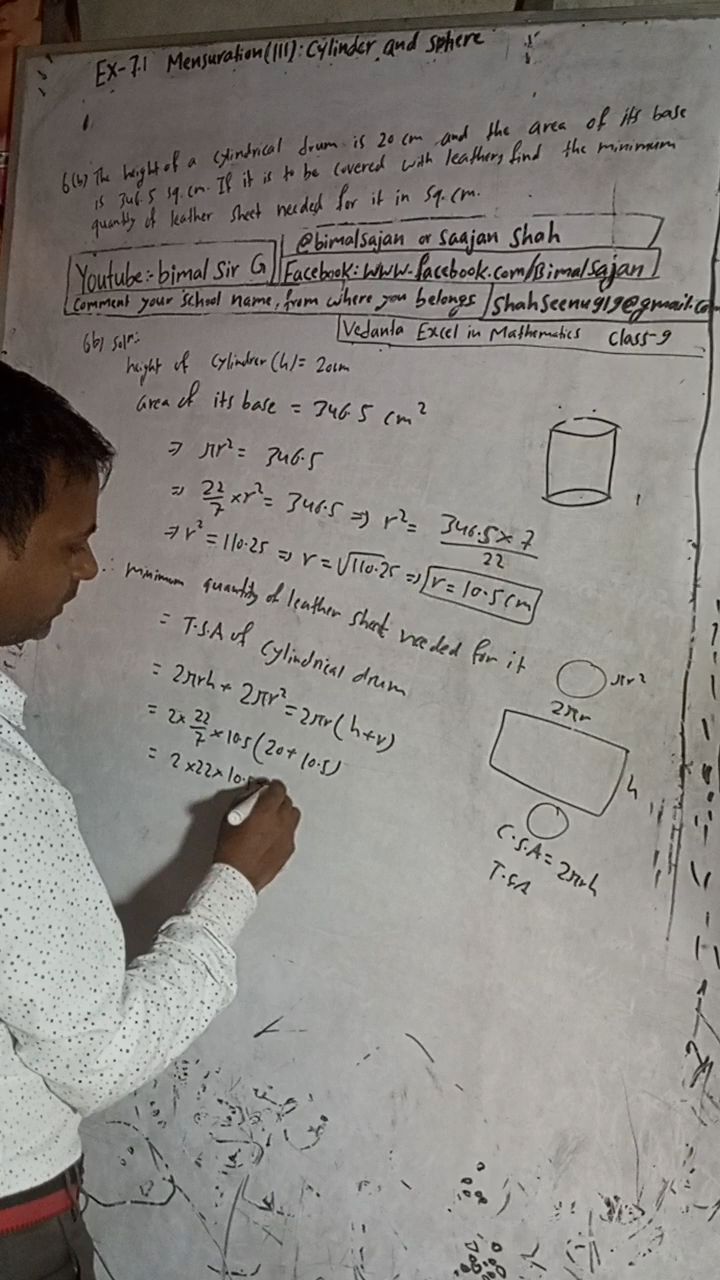 Ex-7.1 Mensuration(III): Cylinder and sphere
6(b) The height of a cylindrical drum is 20 cm and the area of its base
is 346.5 sq.cm. If it is to be covered with leathers, find the minimum
quantity of leather sheet needed for it in sq.cm.
@bimalsajan or Saajan Shah
Youtube:- bimal Sir G
Facebook: www.facebook.com/Bimalsajan
Comment your school name, from where you belongs
Shahseenu919@gmail.co
Vedanta Excel in Mathematics Class-9
6b) Soln:
height of cylinder (h) = 20cm
area of its base = 346.5 cm²
⇒ πr² = 346.5
⇒ 22/7 × r² = 346.5 ⇒ r² = 346.5 × 7 / 22
⇒ r² = 110.25 ⇒ r = √110.25 ⇒ r = 10.5 cm
∴ minimum quantity of leather sheet needed for it
= T.S.A of cylindrical drum
= 2πrh + 2πr² = 2πr(h+r)
= 2 × 22/7 × 10.5 (20 + 10.5)
= 2 × 22 × 10.
πr²
2πr
h
C.S.A = 2πrh
T.S.A